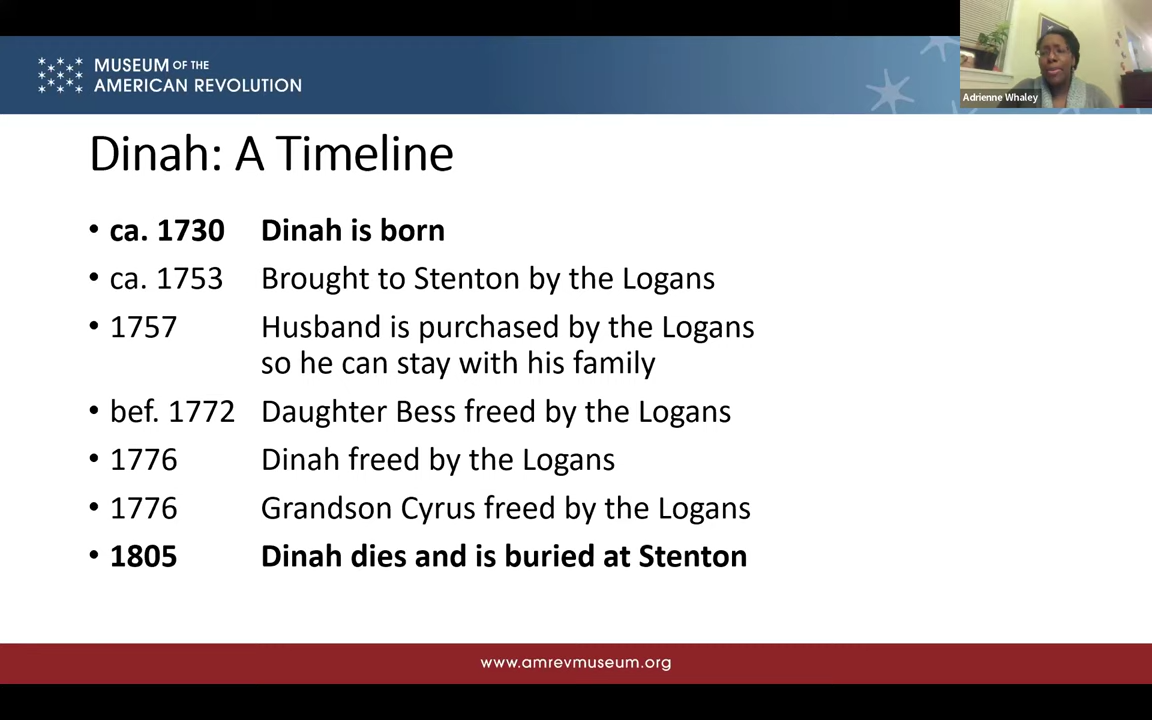 MUSEUM OF THE
AMERICAN REVOLUTION
Adrienne Whaley
Dinah: A Timeline
• ca. 1730 Dinah is born
• ca. 1753 Brought to Stenton by the Logans
• 1757 Husband is purchased by the Logans
so he can stay with his family
• bef. 1772 Daughter Bess freed by the Logans
• 1776 Dinah freed by the Logans
• 1776 Grandson Cyrus freed by the Logans
• 1805 Dinah dies and is buried at Stenton
www.amrevmuseum.org